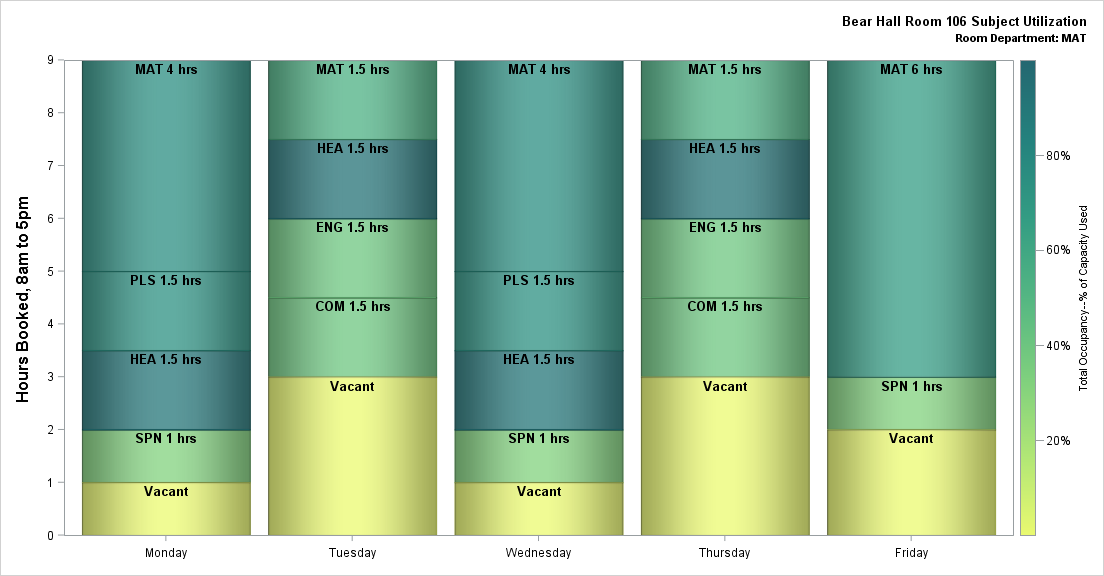 Bear Hall Room 106 Subject Utilization
Room Department: MAT
Hours Booked, 8am to 5pm
9
8
7
6
5
4
3
2
1
0
MAT 4 hrs
PLS 1.5 hrs
HEA 1.5 hrs
SPN 1 hrs
Vacant
MAT 1.5 hrs
HEA 1.5 hrs
ENG 1.5 hrs
COM 1.5 hrs
Vacant
MAT 4 hrs
PLS 1.5 hrs
HEA 1.5 hrs
SPN 1 hrs
Vacant
MAT 1.5 hrs
HEA 1.5 hrs
ENG 1.5 hrs
COM 1.5 hrs
Vacant
MAT 6 hrs
SPN 1 hrs
Vacant
Monday
Tuesday
Wednesday
Thursday
Friday
80%
60%
40%
20%
Total Occupancy--% of Capacity Used